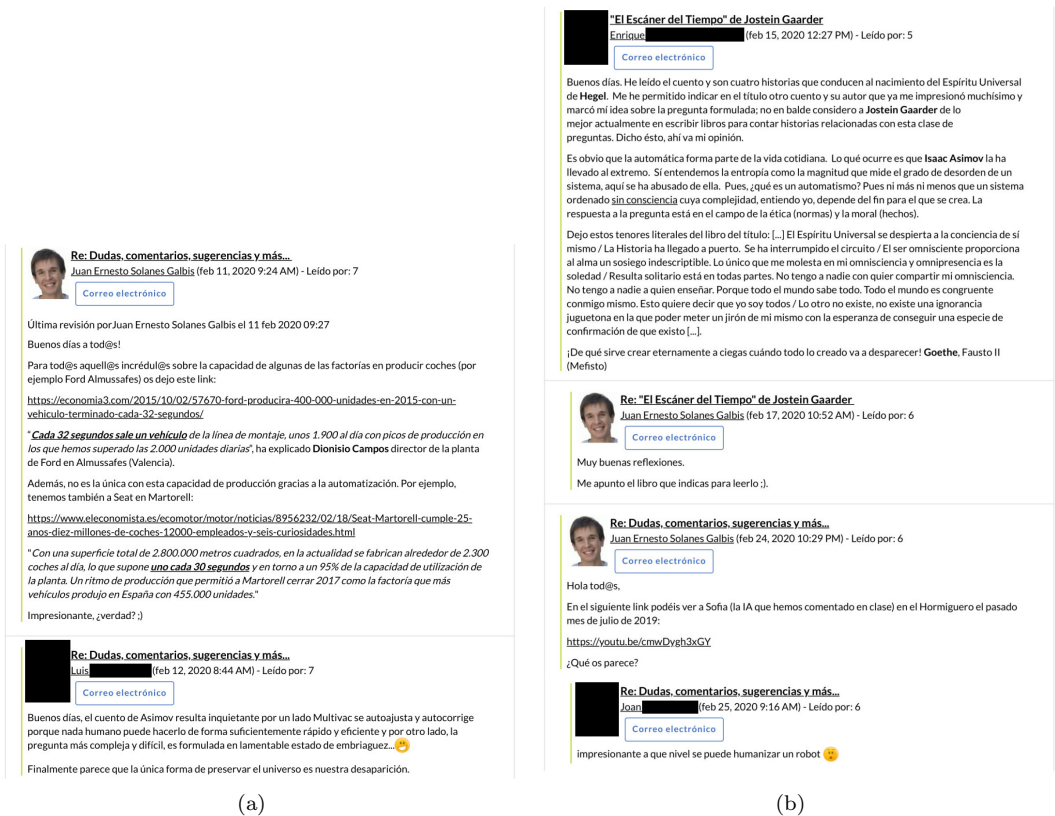 Re: Dudas, comentarios, sugerencias y más...
Juan Ernesto Solanes Galbis (feb 11, 2020 9:24 AM) - Leído por: 7
Correo electrónico
Última revisión porJuan Ernesto Solanes Galbis el 11 feb 2020 09:27
Buenos días a tod@s!
Para tod@s aquell@s incrédul@s sobre la capacidad de algunas de las factorías en producir coches (por
ejemplo Ford Almussafes) os dejo este link:
https://economia3.com/2015/10/02/57670-ford-producira-400-000-unidades-en-2015-con-un-
vehiculo-terminado-cada-32-segundos/
"Cada 32 segundos sale un vehículo de la línea de montaje, unos 1.900 al día con picos de producción en
los que hemos superado las 2.000 unidades diarias", ha explicado Dionisio Campos director de la planta
de Ford en Almussafes (Valencia).
Además, no es la única con esta capacidad de producción gracias a la automatización. Por ejemplo,
tenemos también a Seat en Martorell:
https://www.eleconomista.es/ecomotor/motor/noticias/8956232/02/18/Seat-Martorell-cumple-25-
anos-diez-millones-de-coches-12000-empleados-y-seis-curiosidades.html
"Con una superficie total de 2.800.000 metros cuadrados, en la actualidad se fabrican alrededor de 2.300
coches al día, lo que supone uno cada 30 segundos y en torno a un 95% de la capacidad de utilización de
la planta. Un ritmo de producción que permitió a Martorell cerrar 2017 como la factoría que más
vehículos produjo en España con 455.000 unidades."
Impresionante, ¿verdad? ;)
Re: Dudas, comentarios, sugerencias y más...
Luis (feb 12, 2020 8:44 AM) - Leído por: 7
Correo electrónico
Buenos días, el cuento de Asimov resulta inquietante por un lado Multivac se autoajusta y autocorrige
porque nada humano puede hacerlo de forma suficientemente rápido y eficiente y por otro lado, la
pregunta más compleja y difícil, es formulada en lamentable estado de embriaguez...
Finalmente parece que la única forma de preservar el universo es nuestra desaparición.
(a)
"El Escáner del Tiempo" de Jostein Gaarder
Enrique (feb 15, 2020 12:27 PM) - Leído por: 5
Correo electrónico
Buenos días. He leído el cuento y son cuatro historias que conducen al nacimiento del Espíritu Universal
de Hegel. Me he permitido indicar en el título otro cuento y su autor que ya me impresionó muchísimo y
marcó mí idea sobre la pregunta formulada; no en balde considero a Jostein Gaarder de lo
mejor actualmente en escribir libros para contar historias relacionadas con esta clase de
preguntas. Dicho ésto, ahí va mi opinión.
Es obvio que la automática forma parte de la vida cotidiana. Lo qué ocurre es que Isaac Asimov la ha
llevado al extremo. Sí entendemos la entropía como la magnitud que mide el grado de desorden de un
sistema, aquí se ha abusado de ella. Pues, ¿qué es un automatismo? Pues ni más ni menos que un sistema
ordenado sin consciencia cuya complejidad, entiendo yo, depende del fin para el que se crea. La
respuesta a la pregunta está en el campo de la ética (normas) y la moral (hechos).
Dejo estos tenores literales del libro del título: [...] El Espíritu Universal se despierta a la conciencia de sí
mismo / La Historia ha llegado a puerto. Se ha interrumpido el circuito / El ser omnisciente proporciona
al alma un sosiego indescriptible. Lo único que me molesta en mi omnisciencia y omnipresencia es la
soledad / Resulta solitario está en todas partes. No tengo a nadie con quier compartir mi omnisciencia.
No tengo a nadie a quien enseñar. Porque todo el mundo sabe todo. Todo el mundo es congruente
conmigo mismo. Esto quiere decir que yo soy todos / Lo otro no existe, no existe una ignorancia
juguetona en la que poder meter un jirón de mi mismo con la esperanza de conseguir una especie de
confirmación de que existo [...].
¡De qué sirve crear eternamente a ciegas cuándo todo lo creado va a desparecer! Goethe, Fausto II
(Mefisto)
Re: "El Escáner del Tiempo" de Jostein Gaarder
Juan Ernesto Solanes Galbis (feb 17, 2020 10:52 AM) - Leído por: 6
Correo electrónico
Muy buenas reflexiones.
Me apunto el libro que indicas para leerlo ;).
Re: Dudas, comentarios, sugerencias y más...
Juan Ernesto Solanes Galbis (feb 24, 2020 10:29 PM) - Leído por: 6
Correo electrónico
Hola tod@s,
En el siguiente link podéis ver a Sofia (la IA que hemos comentado en clase) en el Hormiguero el pasado
mes de julio de 2019:
https://youtu.be/cmwDygh3xGY
¿Qué os parece?
Re: Dudas, comentarios, sugerencias y más...
Joan (feb 25, 2020 9:16 AM) - Leído por: 6
Correo electrónico
impresionante a que nivel se puede humanizar un robot
(b)